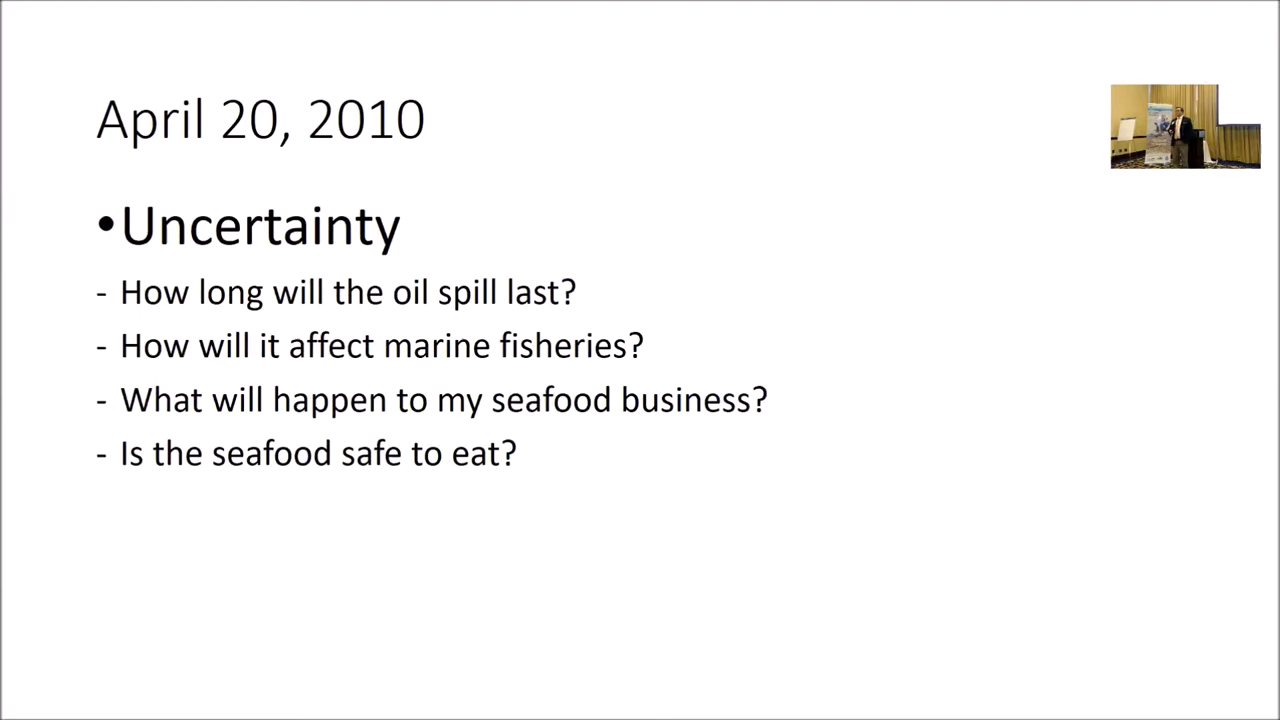 April 20, 2010
•Uncertainty
- How long will the oil spill last?
- How will it affect marine fisheries?
- What will happen to my seafood business?
- Is the seafood safe to eat?